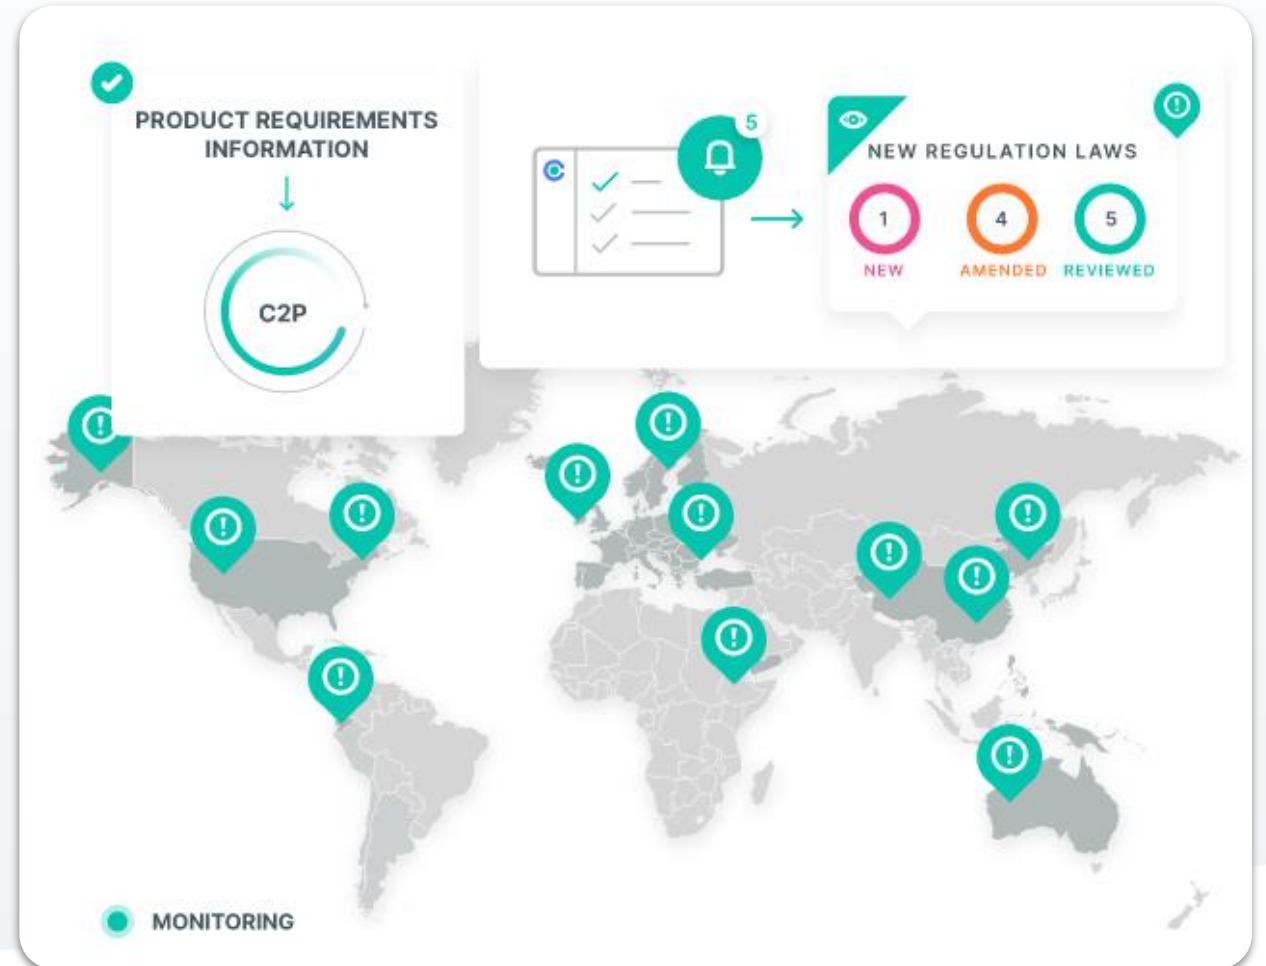 PRODUCT REQUIREMENTS
INFORMATION
C2P
5
NEW REGULATION LAWS
1
4
5
NEW
AMENDED
REVIEWED
MONITORING